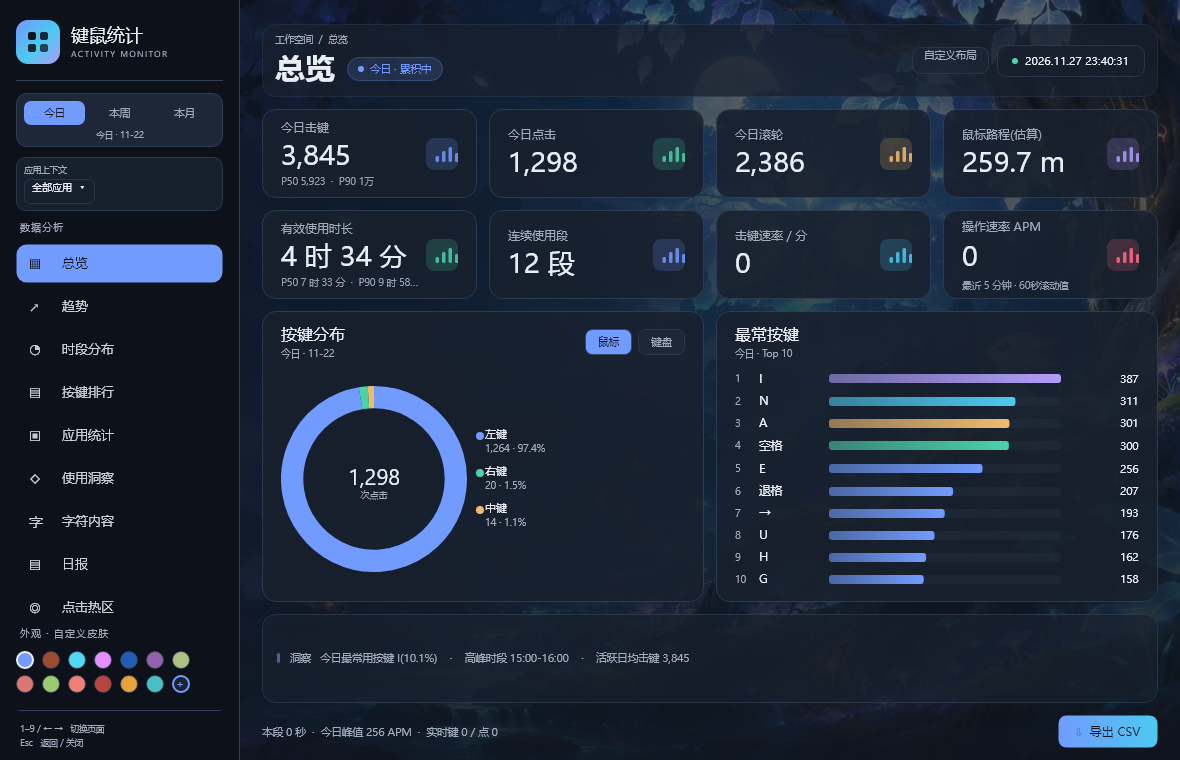 键鼠统计
ACTIVITY MONITOR
今日 本周 本月
今日 · 11-22
应用上下文
全部应用
数据分析
总览
趋势
时段分布
按键排行
应用统计
使用洞察
字 字符内容
日报
点击热区
外观 · 自定义皮肤
1–9 / ←→ 切换页面
Esc 返回 / 关闭
工作空间 / 总览
总览
今日 · 累积中
自定义布局
2026.11.27 23:40:31
今日击键
3,845
P50 5,923 · P90 1万
今日点击
1,298
今日滚轮
2,386
鼠标路程(估算)
259.7 m
有效使用时长
4 时 34 分
P50 7 时 33 分 · P90 9 时 58...
连续使用段
12 段
击键速率 / 分
0
操作速率 APM
0
最近 5 分钟 · 60秒滚动值
按键分布
今日 · 11-22
鼠标 键盘
1,298
次点击
左键
1,264 · 97.4%
右键
20 · 1.5%
中键
14 · 1.1%
最常按键
今日 · Top 10
1 I 387
2 N 311
3 A 301
4 空格 300
5 E 256
6 退格 207
7 → 193
8 U 176
9 H 162
10 G 158
洞察 今日最常用按键 I(10.1%) · 高峰时段 15:00-16:00 · 活跃日均击键 3,845
本段 0 秒 · 今日峰值 256 APM · 实时键 0 / 点 0
⇩ 导出 CSV